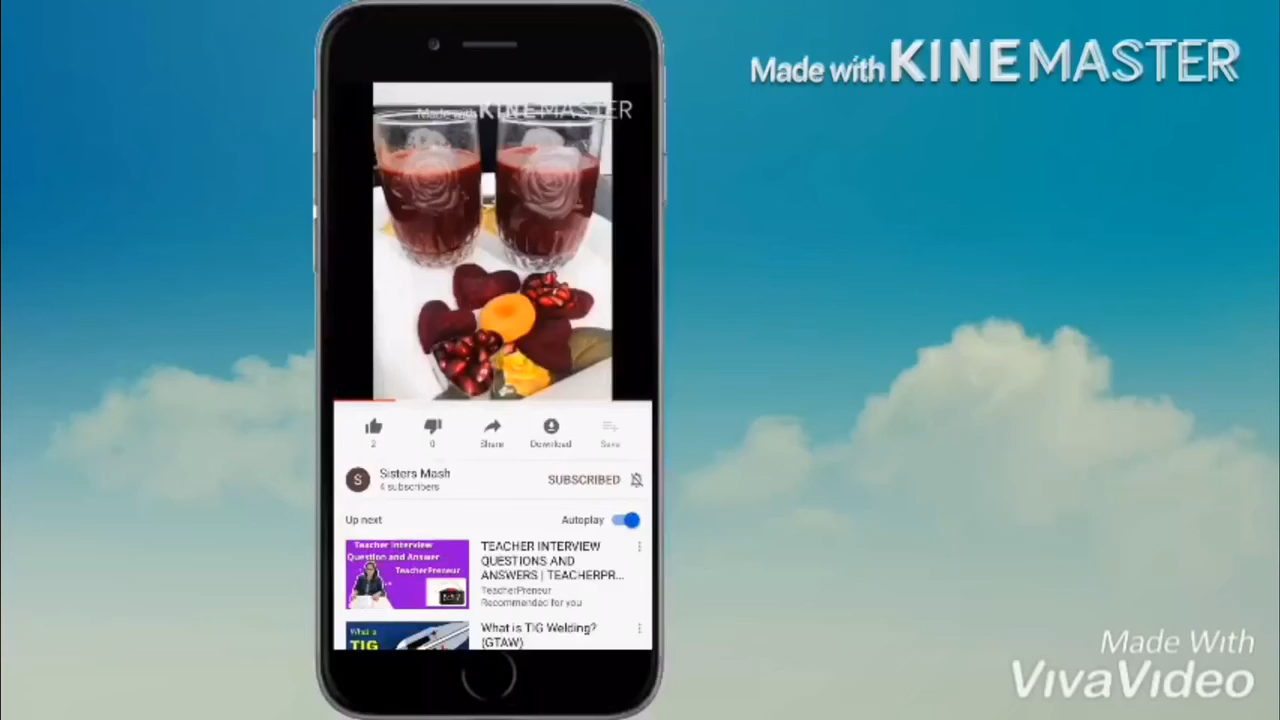 Made with KINEMASTER
Made with KINEMASTER
2
0
Share
Download
Save
S
Sisters Mash
4 subscribers
SUBSCRIBED
Up next
Autoplay
Teacher Interview
Question and Answer
TeacherPreneur
TEACHER INTERVIEW
QUESTIONS AND
ANSWERS | TEACHERPR...
TeacherPreneur
Recommended for you
What is
TIG
What is TIG Welding?
(GTAW)
Made With
VivaVideo